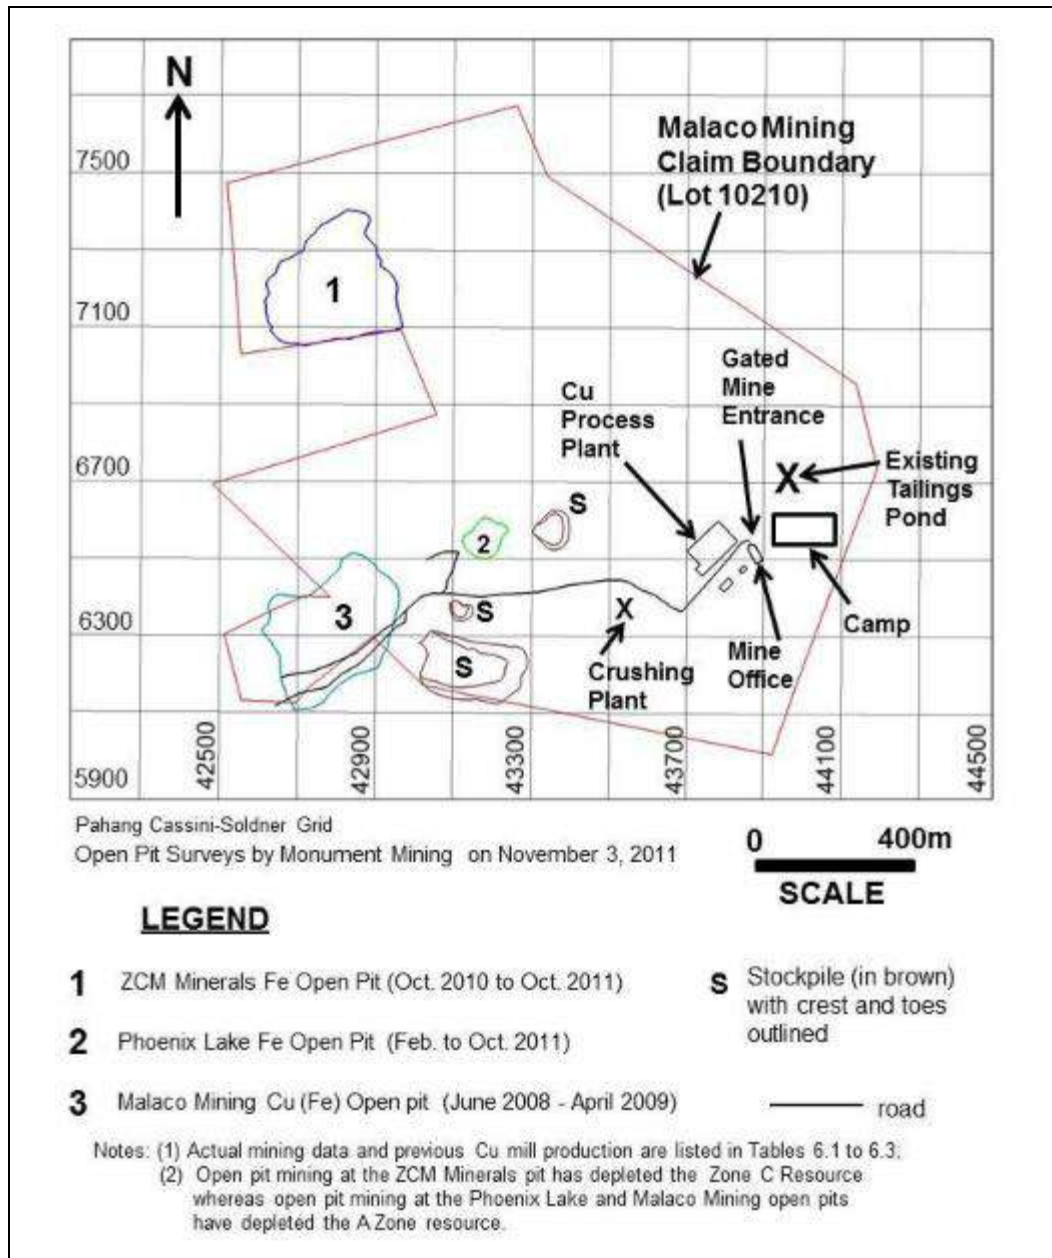 N
Malaco Mining
Claim Boundary
(Lot 10210)
7500
1
7100
Gated
Mine
Entrance
Cu
Process
Plant
6700
X
Existing
Tailings
Pond
S
2
3
S
X
Camp
6300
S
Crushing
Plant
Mine
Office
5900
42500
42900
43300
43700
44100
44500
Pahang Cassini-Soldner Grid
Open Pit Surveys by Monument Mining on November 3, 2011
0 400m
SCALE
LEGEND
1 ZCM Minerals Fe Open Pit (Oct. 2010 to Oct. 2011)
S Stockpile (in brown)
with crest and toes
outlined
2 Phoenix Lake Fe Open Pit (Feb. to Oct. 2011)
3 Malaco Mining Cu (Fe) Open pit (June 2008 - April 2009)
road
Notes: (1) Actual mining data and previous Cu mill production are listed in Tables 6.1 to 6.3;
(2) Open pit mining at the ZCM Minerals pit has depleted the Zone C Resource
whereas open pit mining at the Phoenix Lake and Malaco Mining open pits
have depleted the A Zone resource.